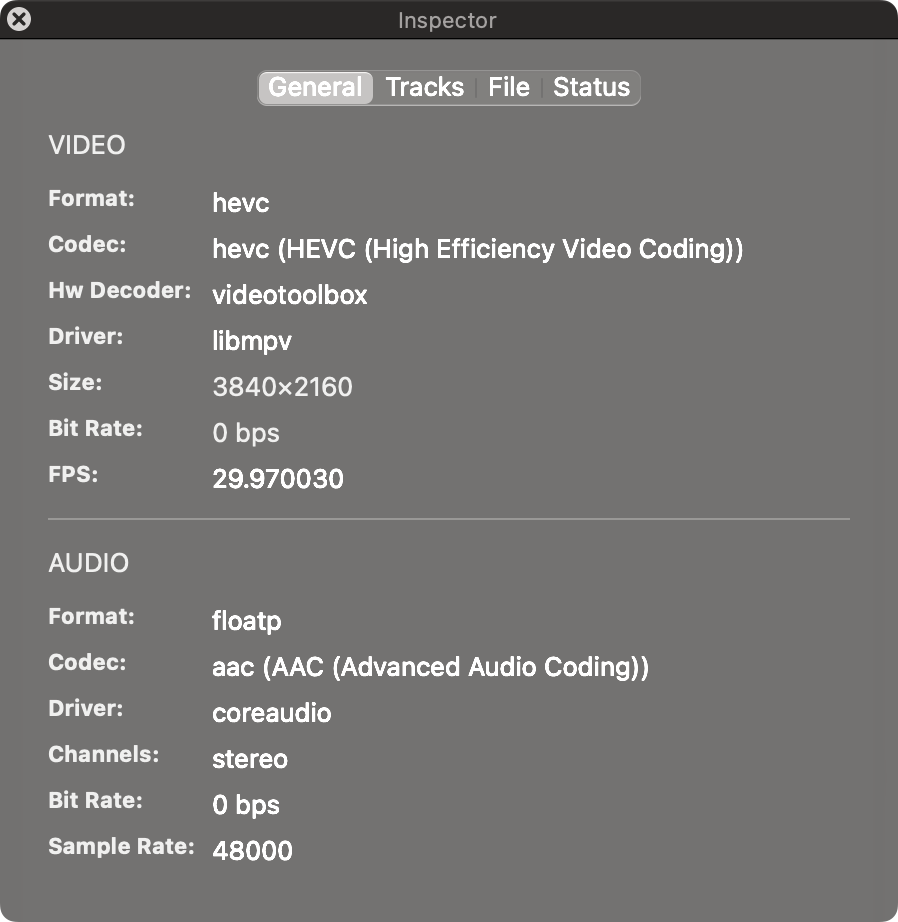 Inspector
General Tracks File Status
VIDEO
Format: hevc
Codec: hevc (HEVC (High Efficiency Video Coding))
Hw Decoder: videotoolbox
Driver: libmpv
Size: 3840×2160
Bit Rate: 0 bps
FPS: 29.970030
AUDIO
Format: floatp
Codec: aac (AAC (Advanced Audio Coding))
Driver: coreaudio
Channels: stereo
Bit Rate: 0 bps
Sample Rate: 48000